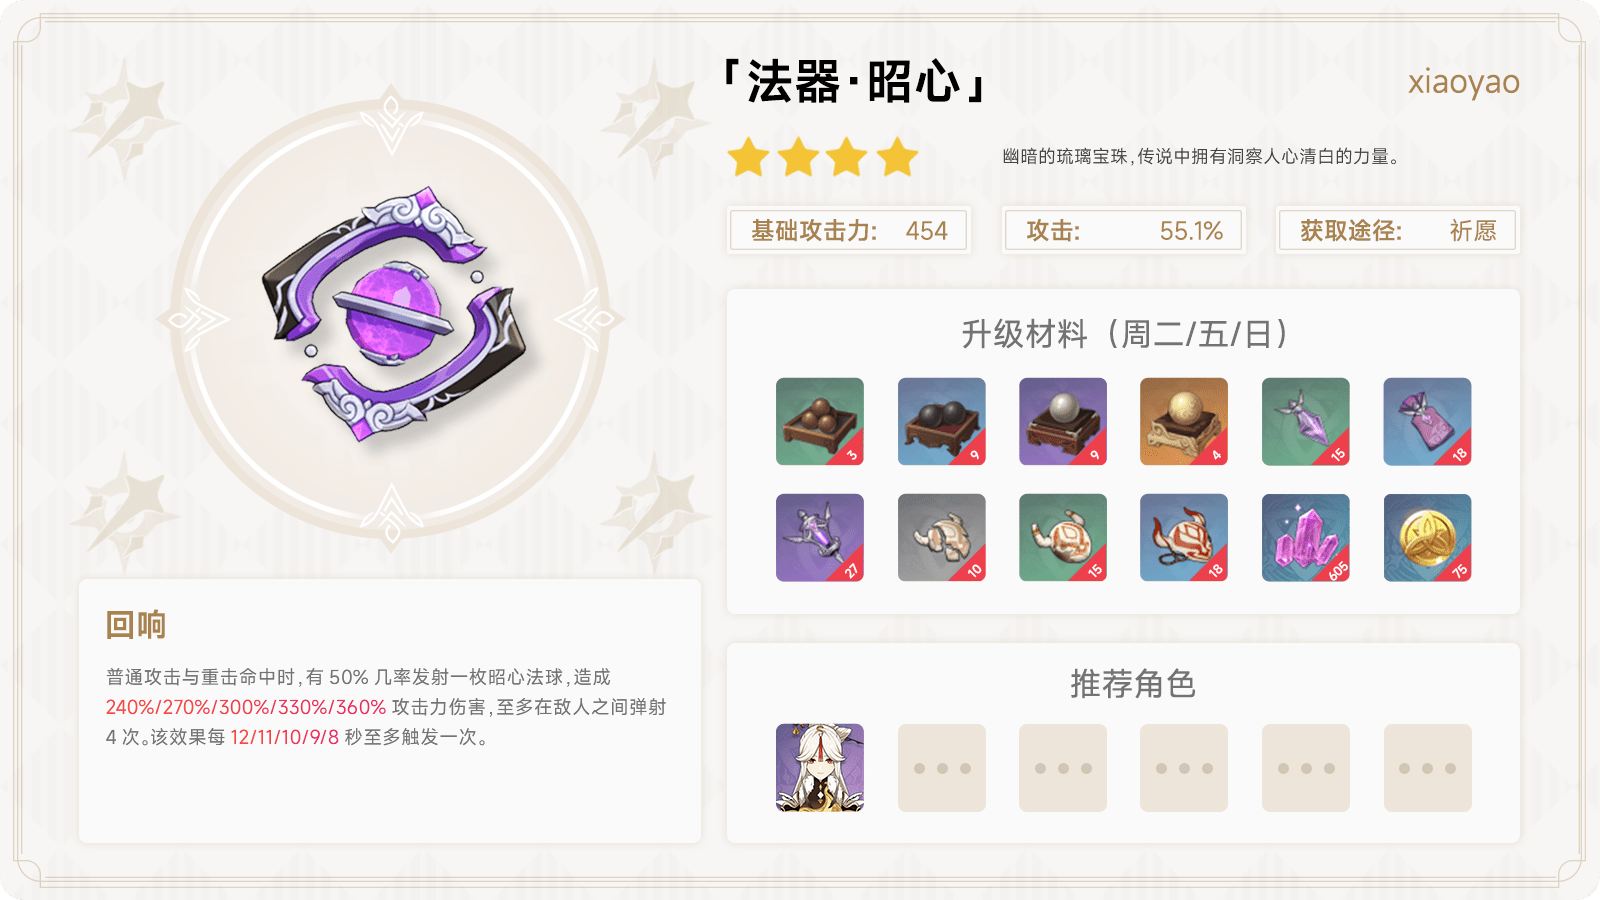 「法器·昭心」
xiaoyao
幽暗的琉璃宝珠,传说中拥有洞察人心清白的力量。
基础攻击力: 454
攻击: 55.1%
获取途径: 祈愿
升级材料（周二/五/日）
3 9 9 4 15 18
27 10 15 18 605 75
回响
普通攻击与重击命中时,有 50% 几率发射一枚昭心法球,造成
240%/270%/300%/330%/360% 攻击力伤害,至多在敌人之间弹射
4 次。该效果每 12/11/10/9/8 秒至多触发一次。
推荐角色